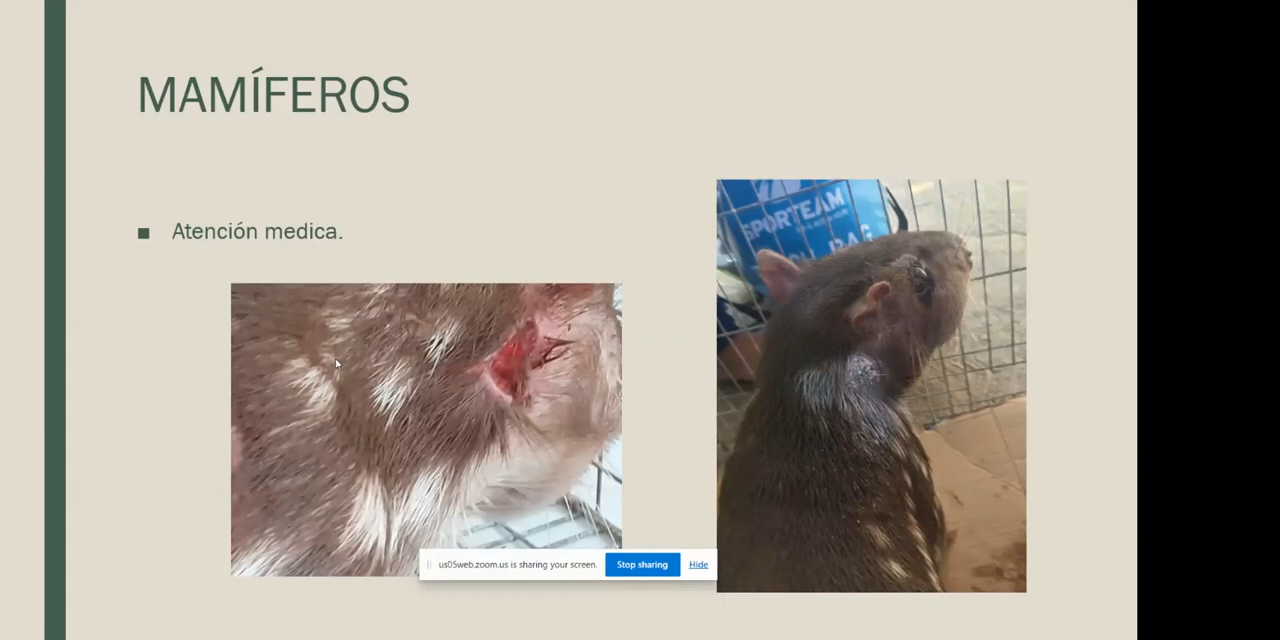 MAMÍFEROS
■ Atención medica.
SPORTEAM
us05web.zoom.us is sharing your screen. Stop sharing Hide